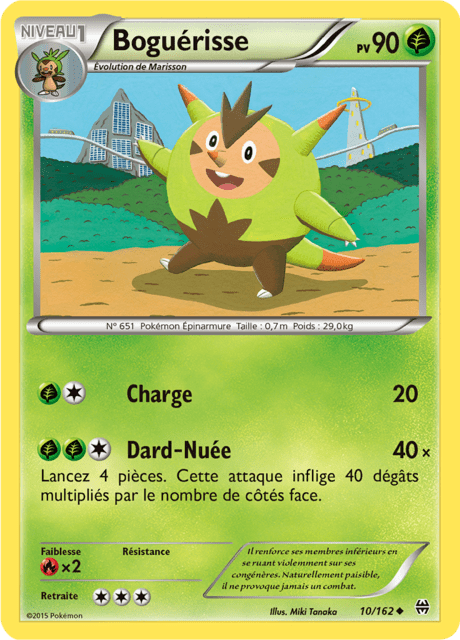 NIVEAU 1
Boguérisse
PV 90
Évolution de Marisson
N° 651 Pokémon Épinarmure Taille : 0,7m Poids : 29,0kg
Charge 20
Dard-Nuée 40×
Lancez 4 pièces. Cette attaque inflige 40 dégâts
multipliés par le nombre de côtés face.
Faiblesse Résistance
×2
Retraite
Il renforce ses membres inférieurs en
se ruant violemment sur ses
congénères. Naturellement paisible,
il ne provoque jamais un combat.
©2015 Pokémon
Illus. Miki Tanaka 10/162